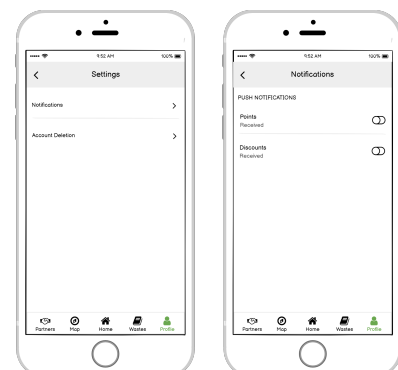 9:52 AM 100%
Settings
Notifications
Account Deletion
Partners Map Home Wastes Profile
9:52 AM 100%
Notifications
PUSH NOTIFICATIONS
Points
Received
Discounts
Received
Partners Map Home Wastes Profile